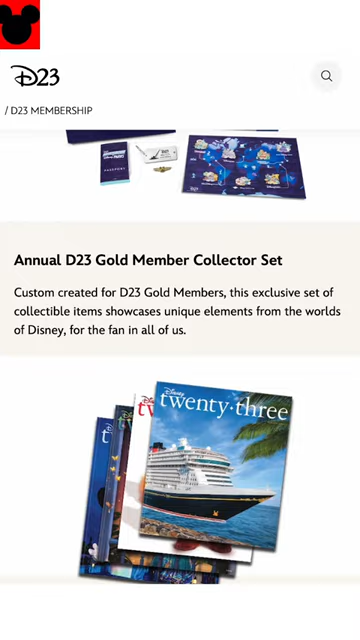 D23
/ D23 MEMBERSHIP
PASSPORT
Annual D23 Gold Member Collector Set
Custom created for D23 Gold Members, this exclusive set of
collectible items showcases unique elements from the worlds
of Disney, for the fan in all of us.
Disney
twenty-three